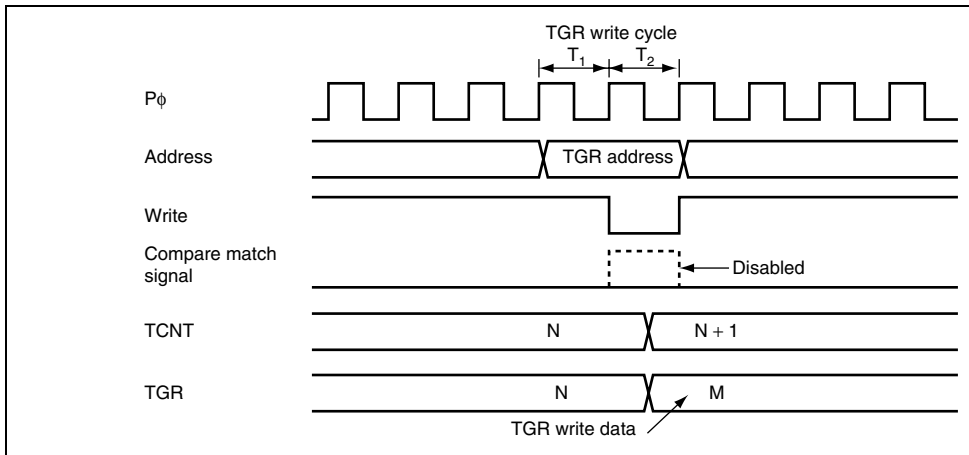 TGR write cycle
T1 T2
Pϕ
Address TGR address
Write
Compare match
signal
Disabled
TCNT N N + 1
TGR N M
TGR write data